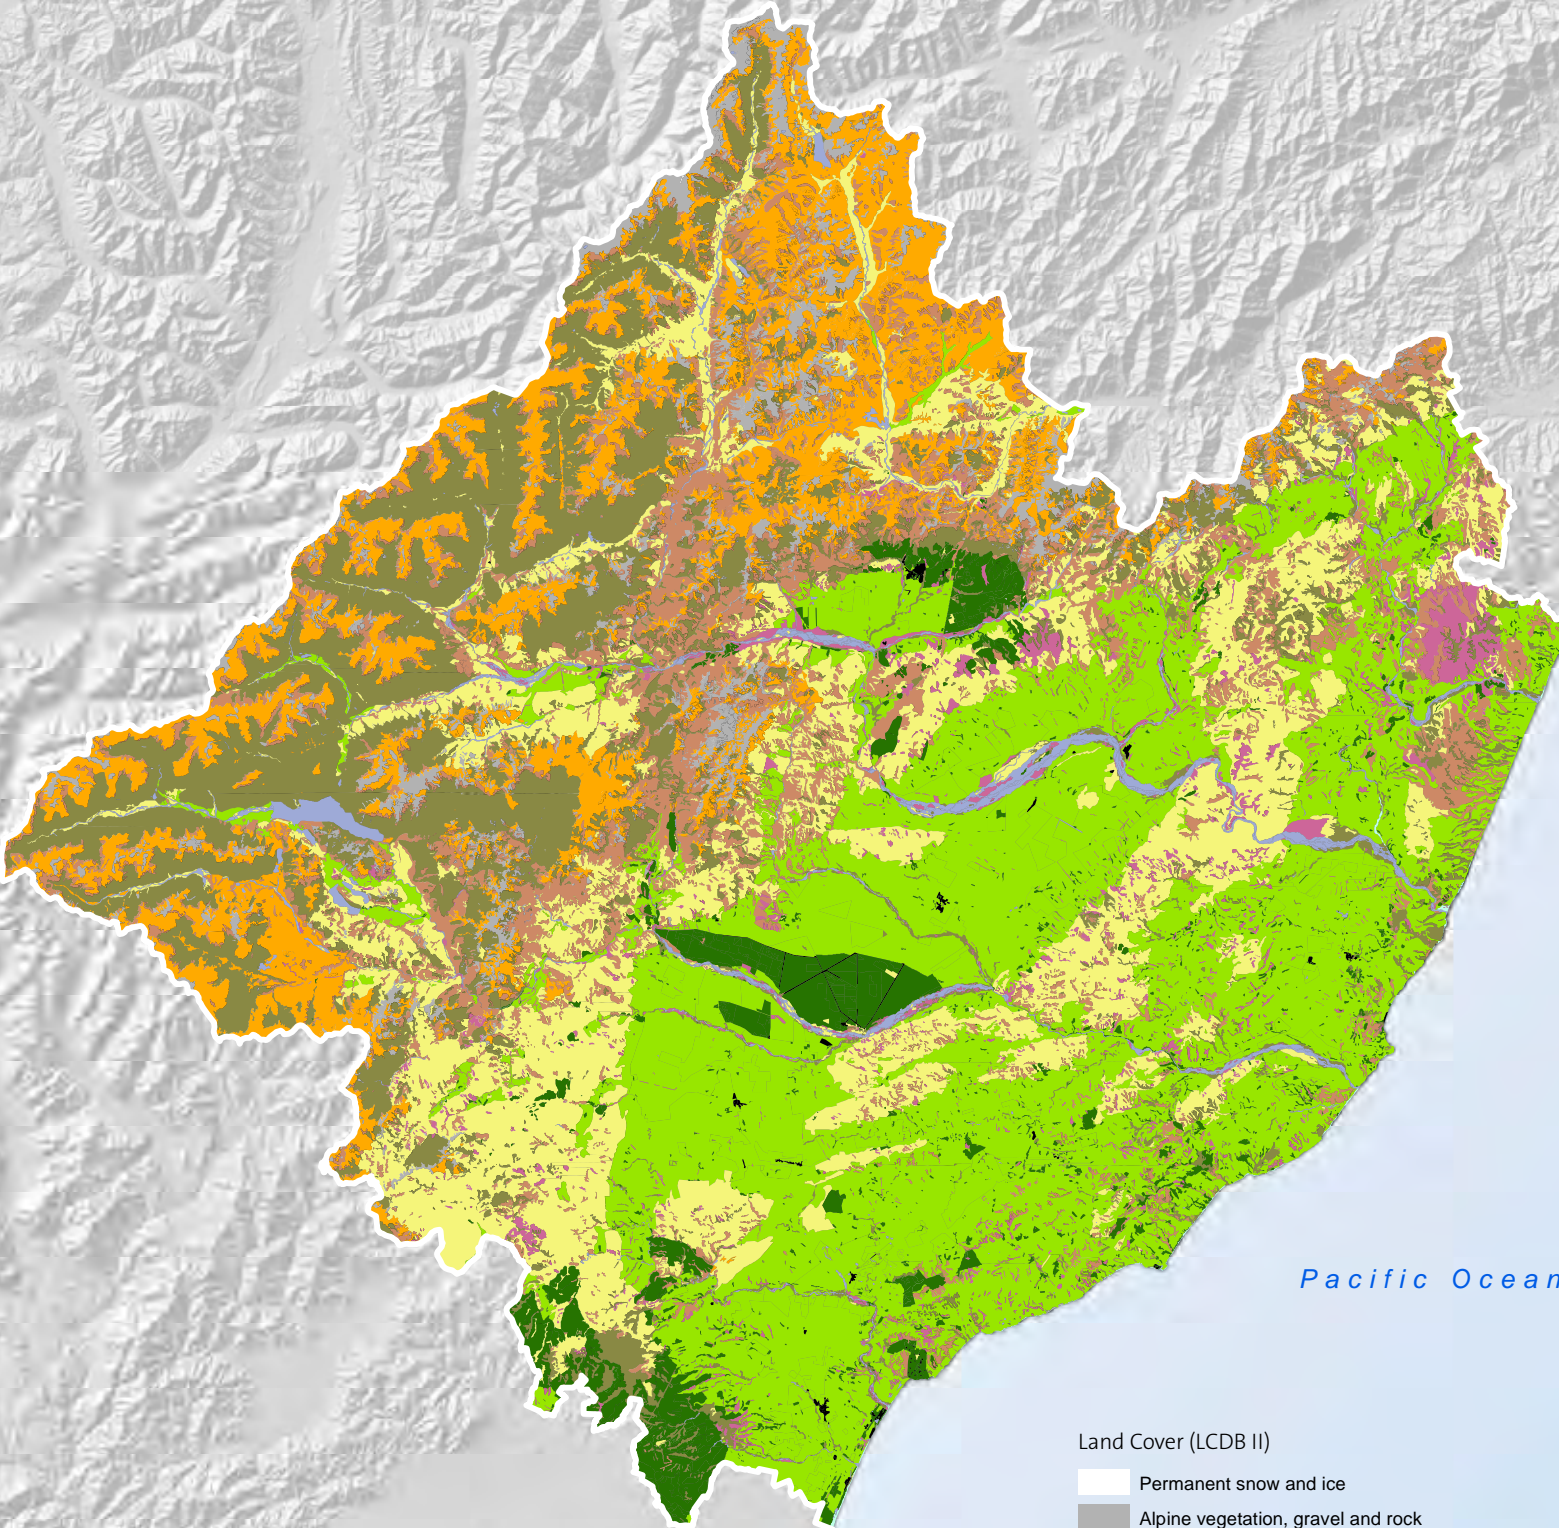 Pacific Ocean
Land Cover (LCDB II)
Permanent snow and ice
Alpine vegetation, gravel and rock